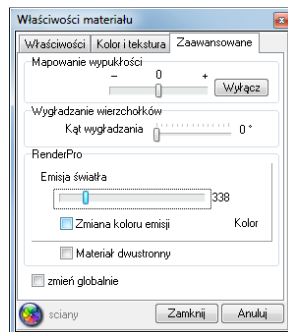 Właściwości materiału
Właściwości Kolor i tekstura Zaawansowane
Mapowanie wypukłości
– 0 +
Wyłącz
Wygładzanie wierzchołków
Kąt wygładzania 0 °
RenderPro
Emisja światła
338
Zmiana koloru emisji Kolor
Materiał dwustronny
zmień globalnie
sciany Zamknij Anuluj